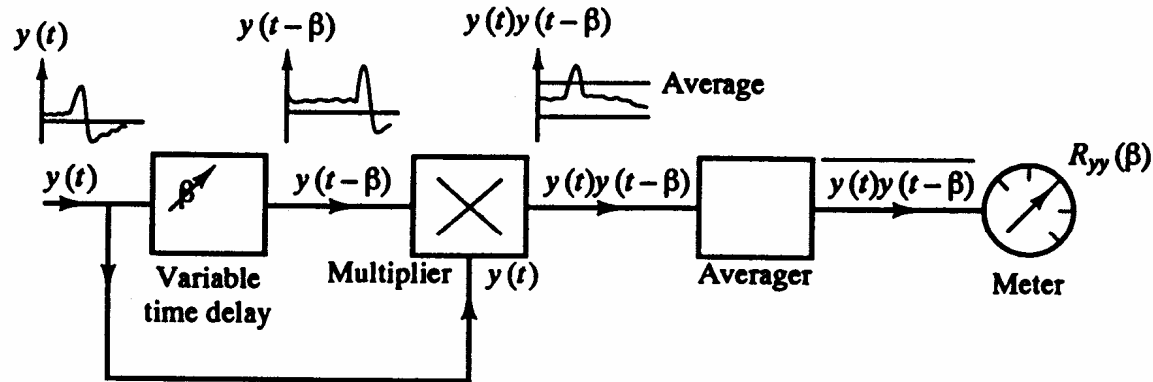 y(t)
y(t − β)
y(t)y(t − β)
Average
y(t)
β
y(t − β)
y(t)y(t − β)
y(t)y(t − β)
R_yy(β)
Variable
time delay
Multiplier
y(t)
Averager
Meter